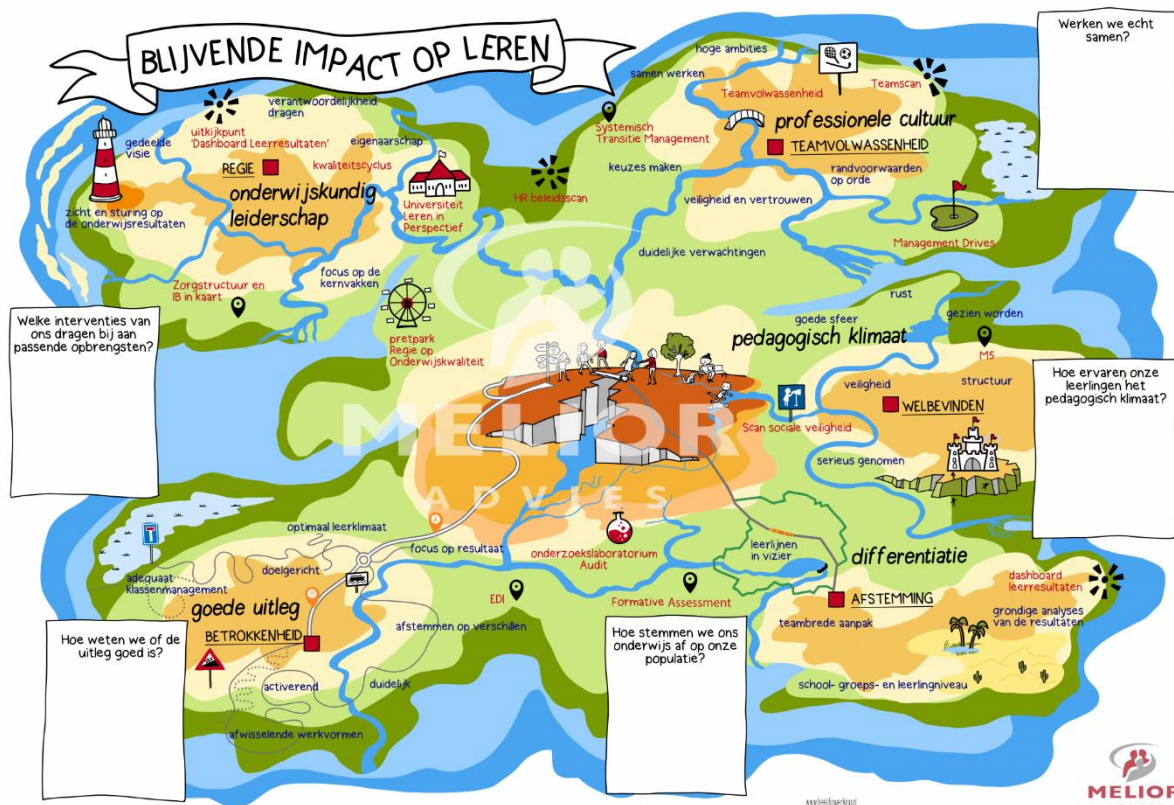 BLIJVENDE IMPACT OP LEREN
Werken we echt
samen?
hoge ambities
samen werken
Teamvolwassenheid
Teamscan
professionele cultuur
TEAMVOLWASSENHEID
Systemisch
Transitie Management
keuzes maken
randvoorwaarden
op orde
veiligheid en vertrouwen
Management Drives
duidelijke verwachtingen
HR beleidsscan
verantwoordelijkheid
dragen
gedeelde
visie
uitkijkpunt
'Dashboard Leerresultaten'
eigenaarschap
REGIE
kwaliteitscyclus
onderwijskundig
leiderschap
zicht en sturing op
de onderwijsresultaten
Universiteit
Leren in
Perspectief
Zorgstructuur en
IB in kaart
focus op de
kernvakken
pretpark
Regie op
Onderwijskwaliteit
Welke interventies van
ons dragen bij aan
passende opbrengsten?
rust
goede sfeer
gezien worden
pedagogisch klimaat
M5
veiligheid
structuur
WELBEVINDEN
Scan sociale veiligheid
serieus genomen
Hoe ervaren onze
leerlingen het
pedagogisch klimaat?
MELIOR
ADVIES
optimaal leerklimaat
focus op resultaat
doelgericht
adequaat
klassenmanagement
goede uitleg
BETROKKENHEID
afstemmen op verschillen
activerend
duidelijk
afwisselende werkvormen
EDI
Hoe weten we of de
uitleg goed is?
onderzoekslaboratorium
Audit
Formative Assessment
leerlijnen
in vizier
differentiatie
AFSTEMMING
teambrede aanpak
dashboard
leerresultaten
grondige analyses
van de resultaten
school- groeps- en leerlingniveau
Hoe stemmen we ons
onderwijs af op onze
populatie?
MELIOR